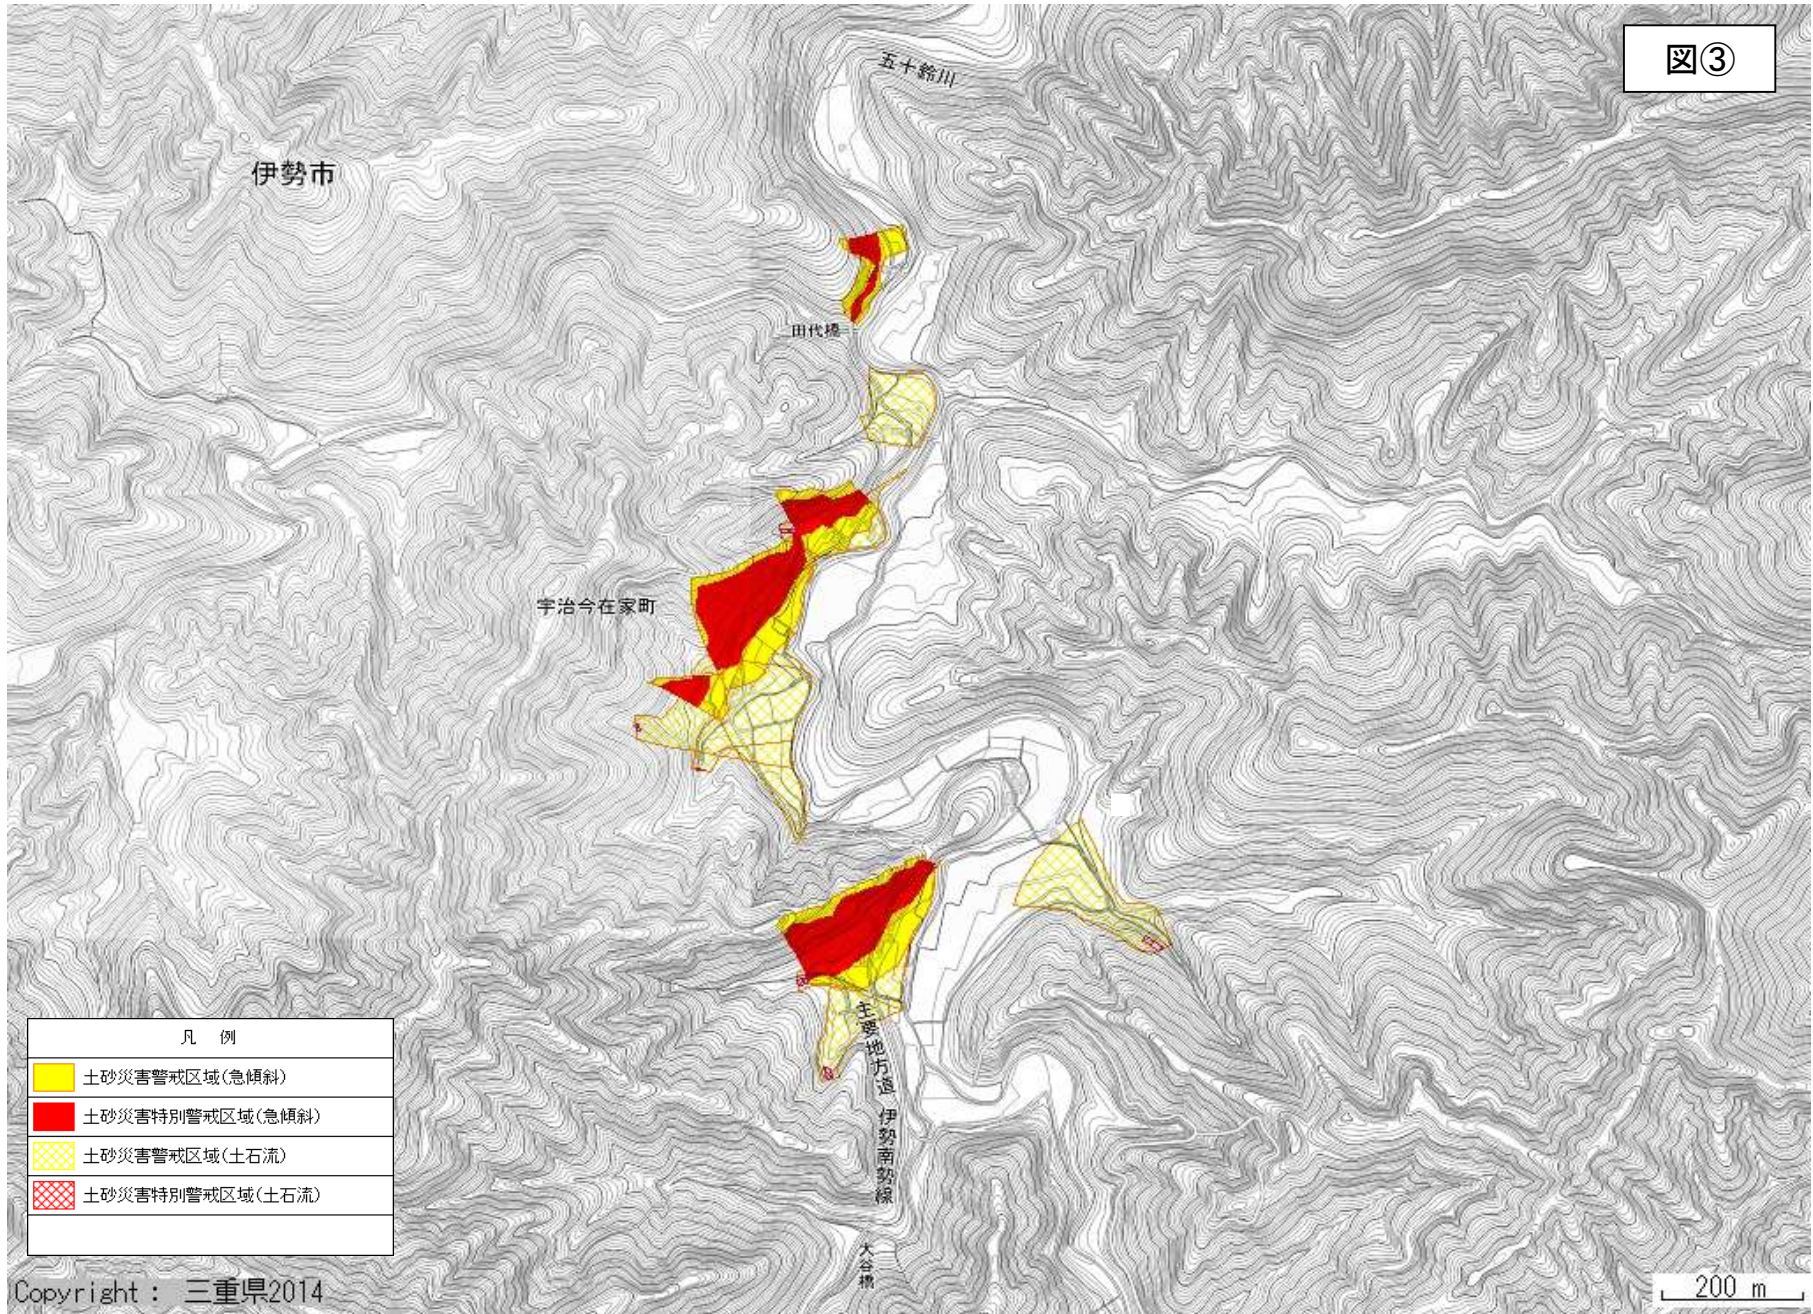 図③
五十鈴川
伊勢市
田代橋
宇治今在家町
主要地方道 伊勢南勢線
大谷橋
凡 例
土砂災害警戒区域(急傾斜)
土砂災害特別警戒区域(急傾斜)
土砂災害警戒区域(土石流)
土砂災害特別警戒区域(土石流)
Copyright : 三重県2014
200 m